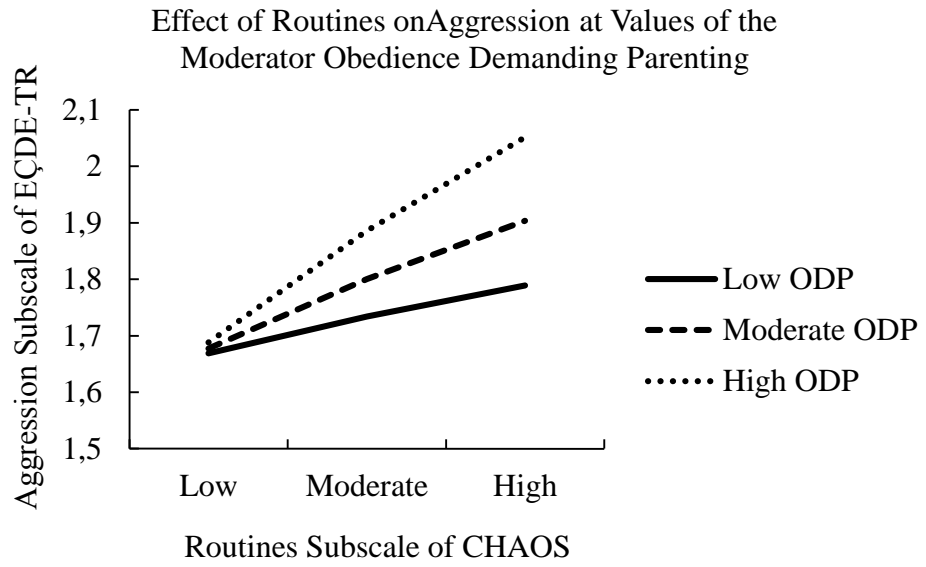 Effect of Routines onAggression at Values of the
Moderator Obedience Demanding Parenting
Aggression Subscale of EÇDE-TR
2,1
2
1,9
1,8
1,7
1,6
1,5
Low
Moderate
High
Routines Subscale of CHAOS
Low ODP
Moderate ODP
High ODP